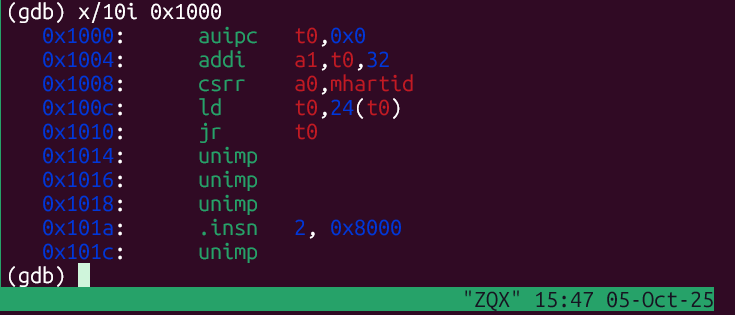 (gdb) x/10i 0x1000
0x1000: auipc t0,0x0
0x1004: addi a1,t0,32
0x1008: csrr a0,mhartid
0x100c: ld t0,24(t0)
0x1010: jr t0
0x1014: unimp
0x1016: unimp
0x1018: unimp
0x101a: .insn 2, 0x8000
0x101c: unimp
(gdb)
"ZQX" 15:47 05-Oct-25